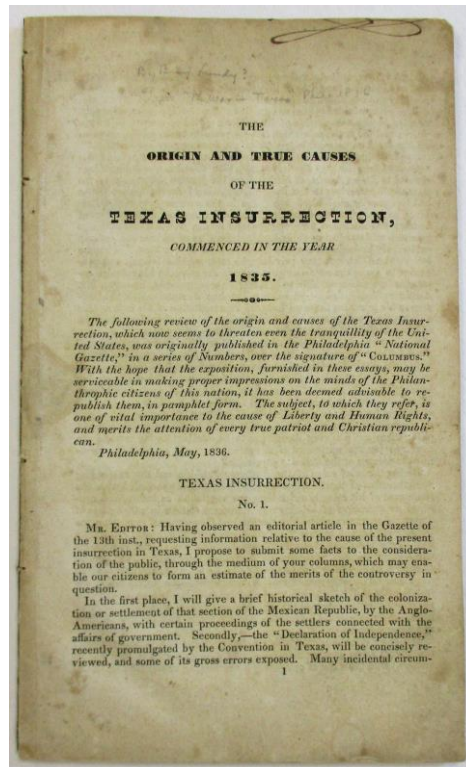 THE
ORIGIN AND TRUE CAUSES
OF THE
TEXAS INSURRECTION,
COMMENCED IN THE YEAR
1835.
The following review of the origin and causes of the Texas Insur-
rection, which now seems to threaten even the tranquillity of the Uni-
ted States, was originally published in the Philadelphia "National
Gazette," in a series of Numbers, over the signature of "COLUMBUS."
With the hope that the exposition, furnished in these essays, may be
serviceable in making proper impressions on the minds of the Philan-
throphic citizens of this nation, it has been deemed advisable to re-
publish them, in pamphlet form. The subject, to which they refer, is
one of vital importance to the cause of Liberty and Human Rights,
and merits the attention of every true patriot and Christian republi-
can.
Philadelphia, May, 1836.
TEXAS INSURRECTION.
No. 1.
MR. EDITOR: Having observed an editorial article in the Gazette of
the 13th inst., requesting information relative to the cause of the present
insurrection in Texas, I propose to submit some facts to the considera-
tion of the public, through the medium of your columns, which may ena-
ble our citizens to form an estimate of the merits of the controversy in
question.
In the first place, I will give a brief historical sketch of the coloniza-
tion or settlement of that section of the Mexican Republic, by the Anglo-
Americans, with certain proceedings of the settlers connected with the
affairs of government. Secondly,—the "Declaration of Independence,"
recently promulgated by the Convention in Texas, will be concisely re-
viewed, and some of its gross errors exposed. Many incidental circum-
1